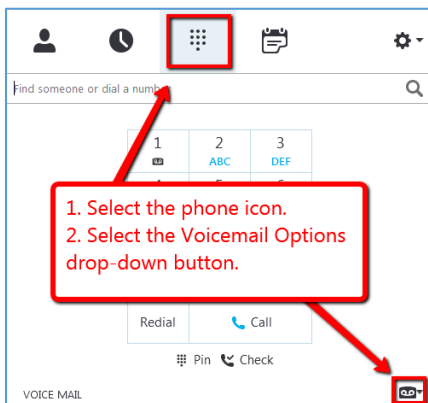 Find someone or dial a numb
1 2 3
ABC DEF
1. Select the phone icon.
2. Select the Voicemail Options
drop-down button.
Redial Call
Pin Check
VOICE MAIL